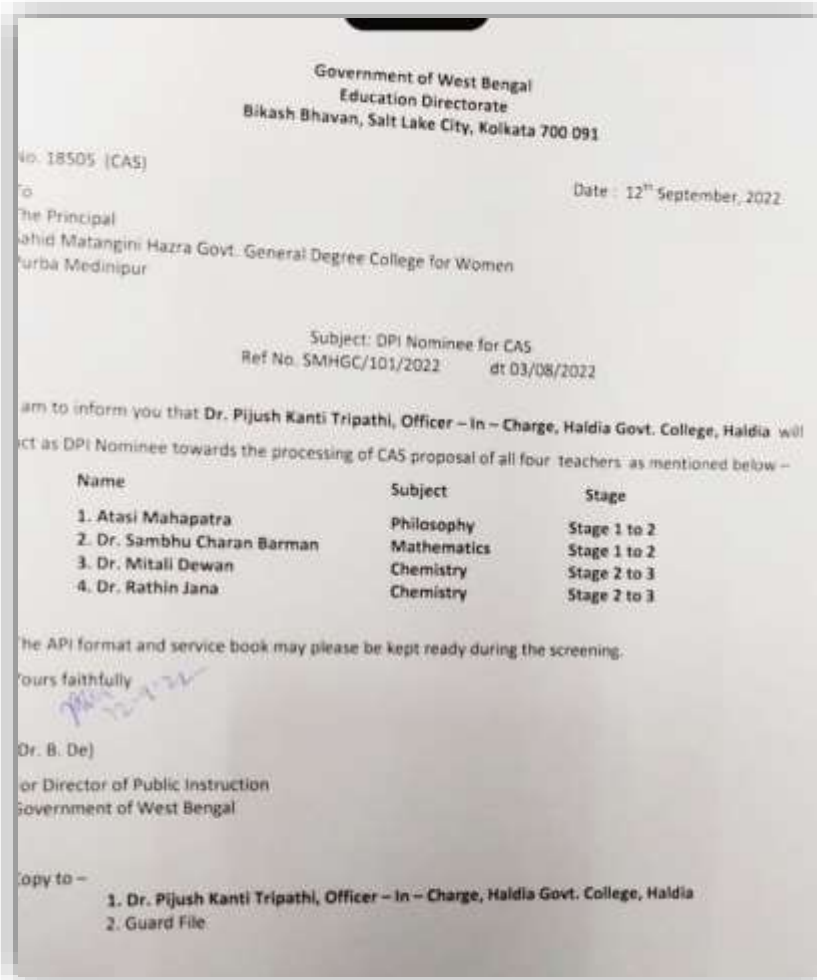 Government of West Bengal
Education Directorate
Bikash Bhavan, Salt Lake City, Kolkata 700 091
No. 18505 (CAS)
Date : 12th September, 2022
To
The Principal
ahid Matangini Hazra Govt. General Degree College for Women
Purba Medinipur
Subject: DPI Nominee for CAS
Ref No. SMHGC/101/2022 dt 03/08/2022
am to inform you that Dr. Pijush Kanti Tripathi, Officer – In – Charge, Haldia Govt. College, Haldia will
act as DPI Nominee towards the processing of CAS proposal of all four teachers as mentioned below –
Name Subject Stage
1. Atasi Mahapatra Philosophy Stage 1 to 2
2. Dr. Sambhu Charan Barman Mathematics Stage 1 to 2
3. Dr. Mitali Dewan Chemistry Stage 2 to 3
4. Dr. Rathin Jana Chemistry Stage 2 to 3
The API format and service book may please be kept ready during the screening.
Yours faithfully
12-9-22
(Dr. B. De)
or Director of Public Instruction
Government of West Bengal
Copy to –
1. Dr. Pijush Kanti Tripathi, Officer – In – Charge, Haldia Govt. College, Haldia
2. Guard File